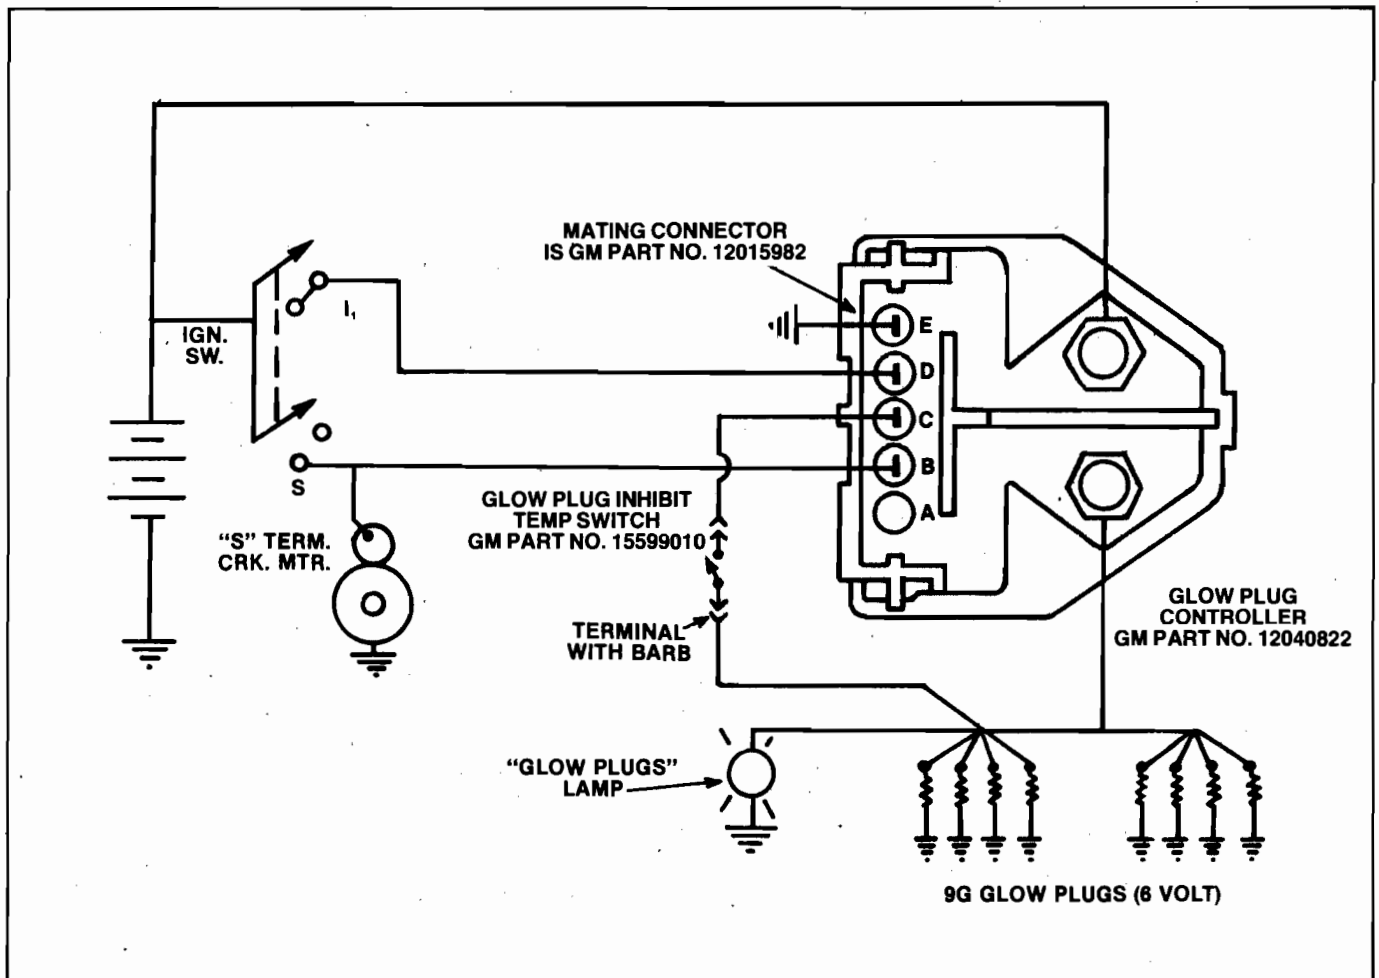 MATING CONNECTOR
IS GM PART NO. 12015982
IGN.
SW.
I₁
E
D
C
B
A
S
GLOW PLUG INHIBIT
TEMP SWITCH
GM PART NO. 15599010
"S" TERM.
CRK. MTR.
TERMINAL
WITH BARB
GLOW PLUG
CONTROLLER
GM PART NO. 12040822
"GLOW PLUGS"
LAMP
9G GLOW PLUGS (6 VOLT)